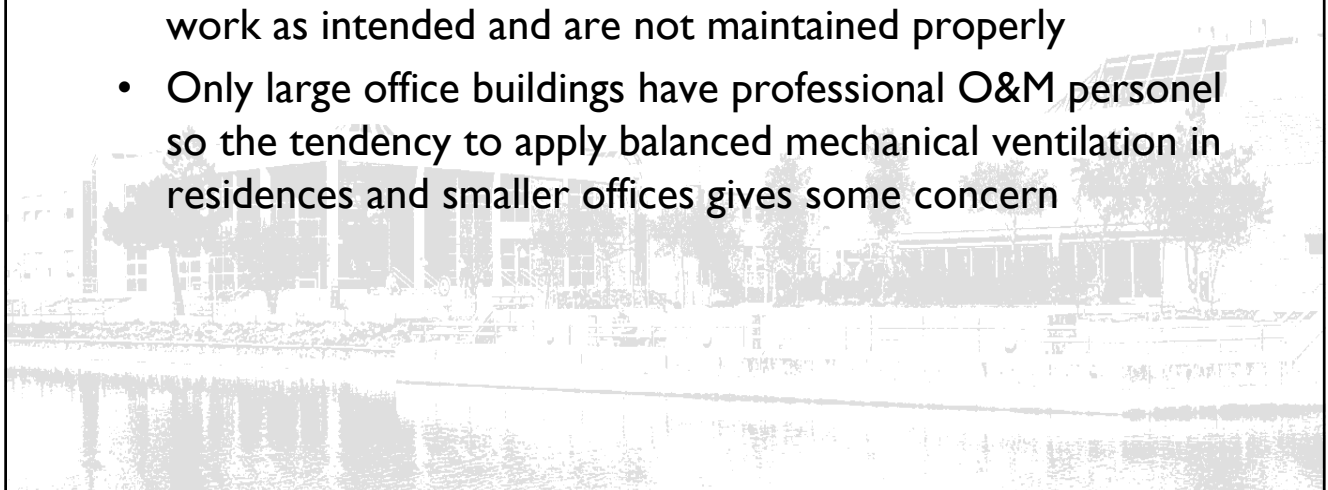 work as intended and are not maintained properly
• Only large office buildings have professional O&M personel
so the tendency to apply balanced mechanical ventilation in
residences and smaller offices gives some concern